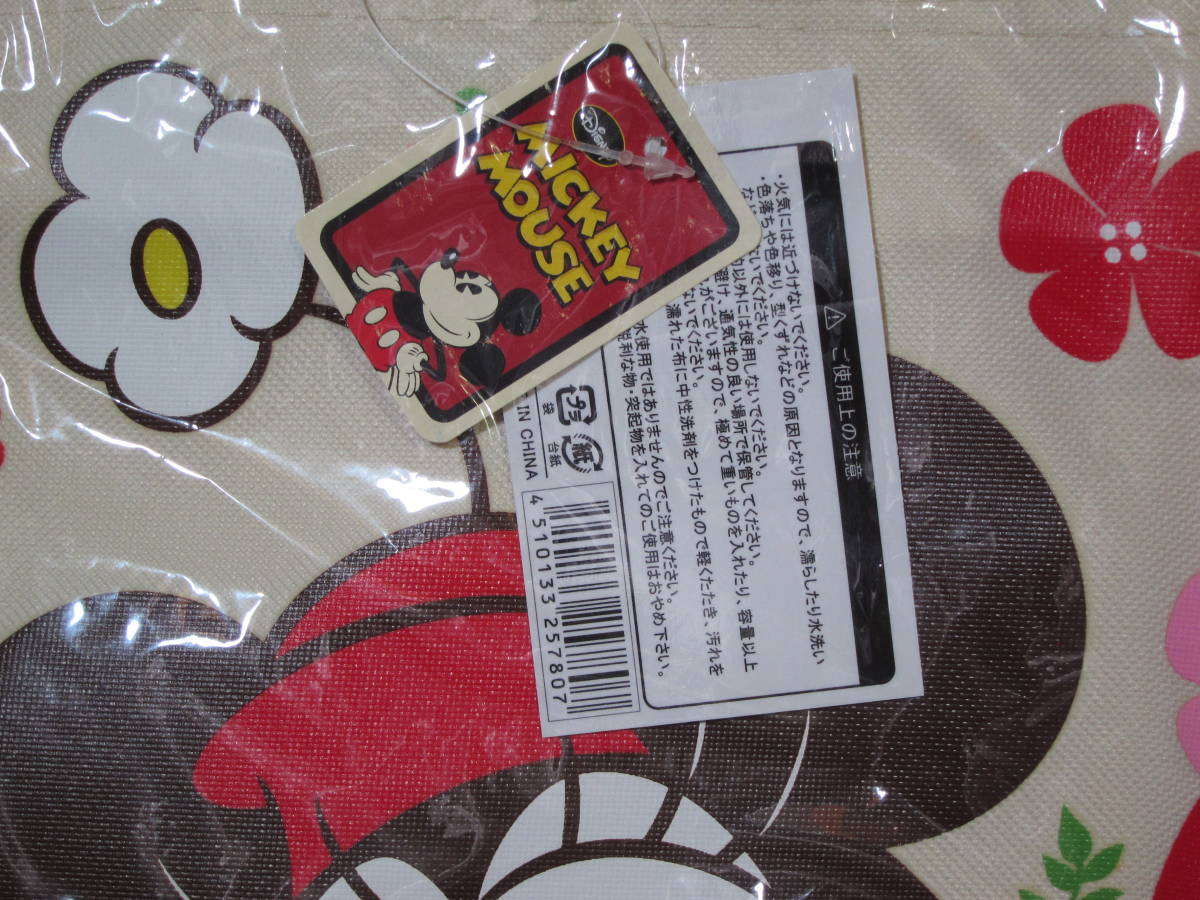 Disney
MICKEY
MOUSE
ご使用上の注意
・火気には近づけないでください。
・色落ちや色移り、型くずれなどの原因となりますので、濡らしたり水洗い
ないでください。
以外には使用しないでください。
避け、通気性の良い場所で保管してください。
がございますので、極めて重いものを入れたり、容量以上
ないでください。
濡れた布に中性洗剤をつけたもので軽くたたき、汚れを
水使用ではありませんのでご注意ください。
鋭利な物・突起物を入れてのご使用はおやめ下さい。
プラ
袋
紙
台紙
IN CHINA
4 510133 257807